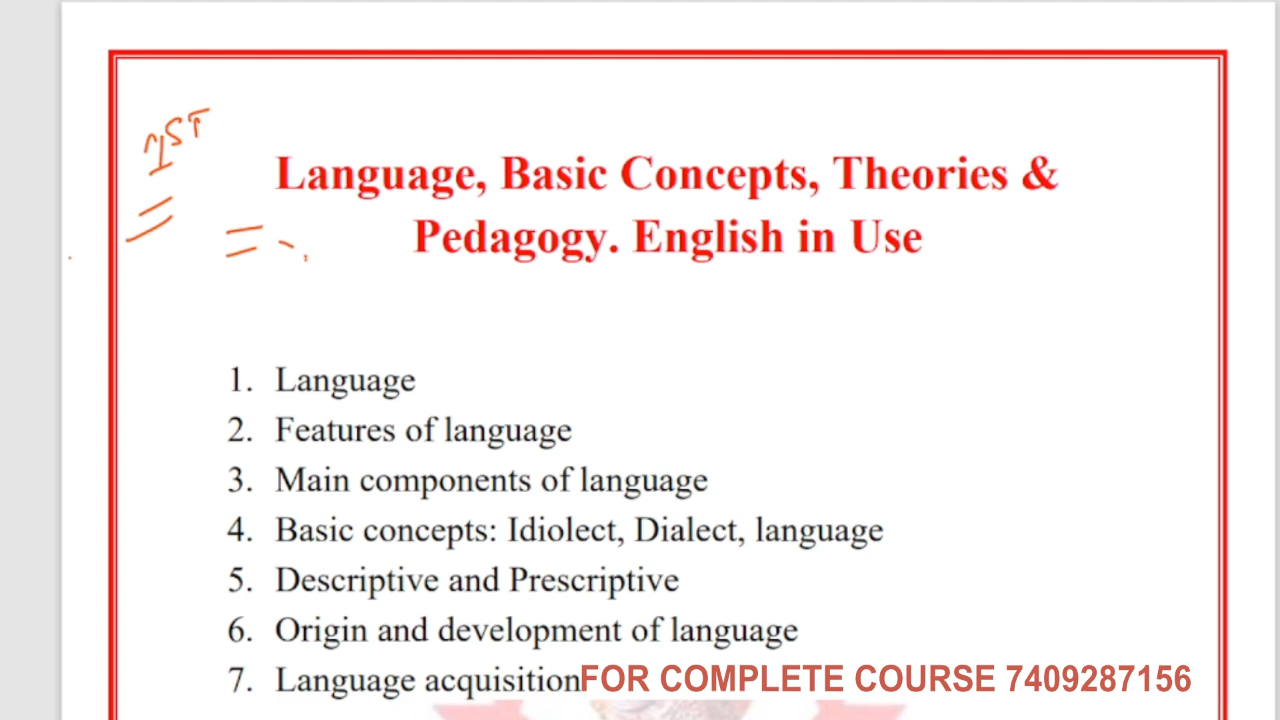 1ST
Language, Basic Concepts, Theories &
Pedagogy. English in Use
1. Language
2. Features of language
3. Main components of language
4. Basic concepts: Idiolect, Dialect, language
5. Descriptive and Prescriptive
6. Origin and development of language
7. Language acquisition
FOR COMPLETE COURSE 7409287156